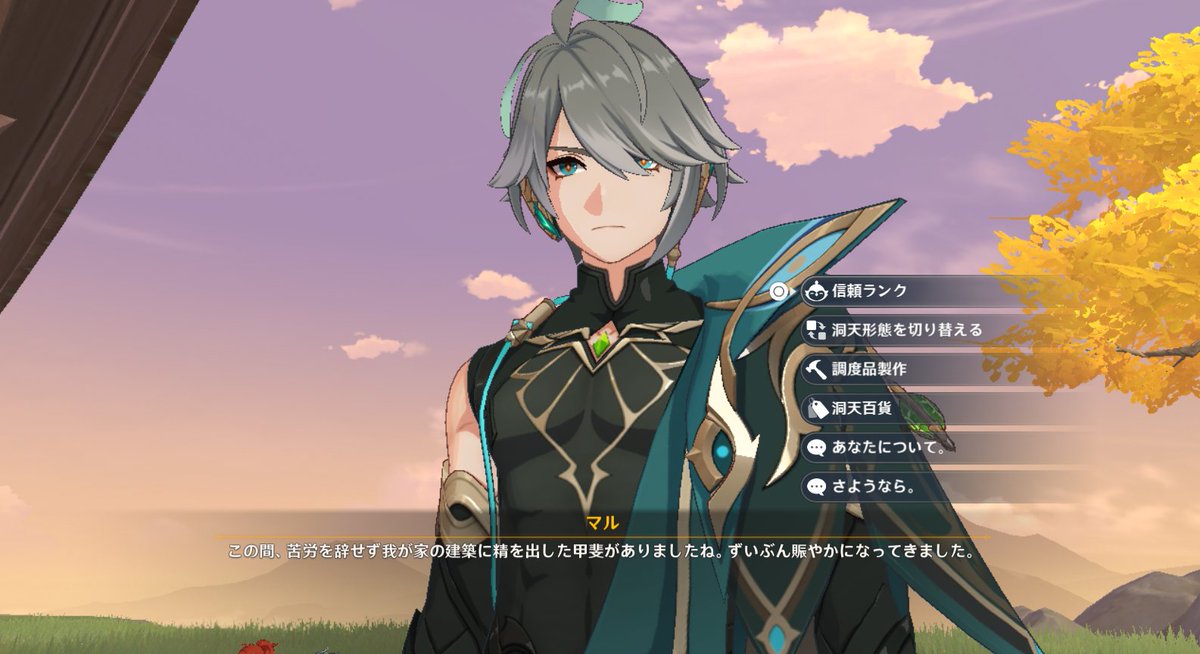 信頼ランク
洞天形態を切り替える
調度品製作
洞天百貨
あなたについて。
さようなら。
マル
この間、苦労を辞せず我が家の建築に精を出した甲斐がありましたね。ずいぶん賑やかになってきました。